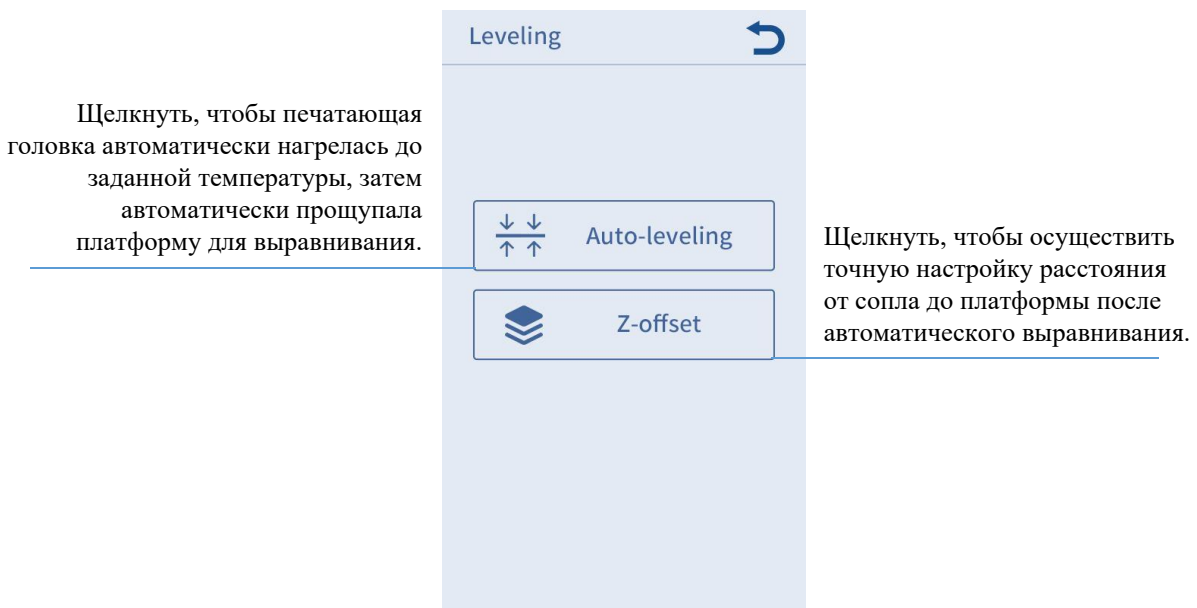 Leveling
Щелкнуть, чтобы печатающая
головка автоматически нагрелась до
заданной температуры, затем
автоматически прощупала
платформу для выравнивания.
Auto-leveling
Щелкнуть, чтобы осуществить
точную настройку расстояния
от сопла до платформы после
автоматического выравнивания.
Z-offset